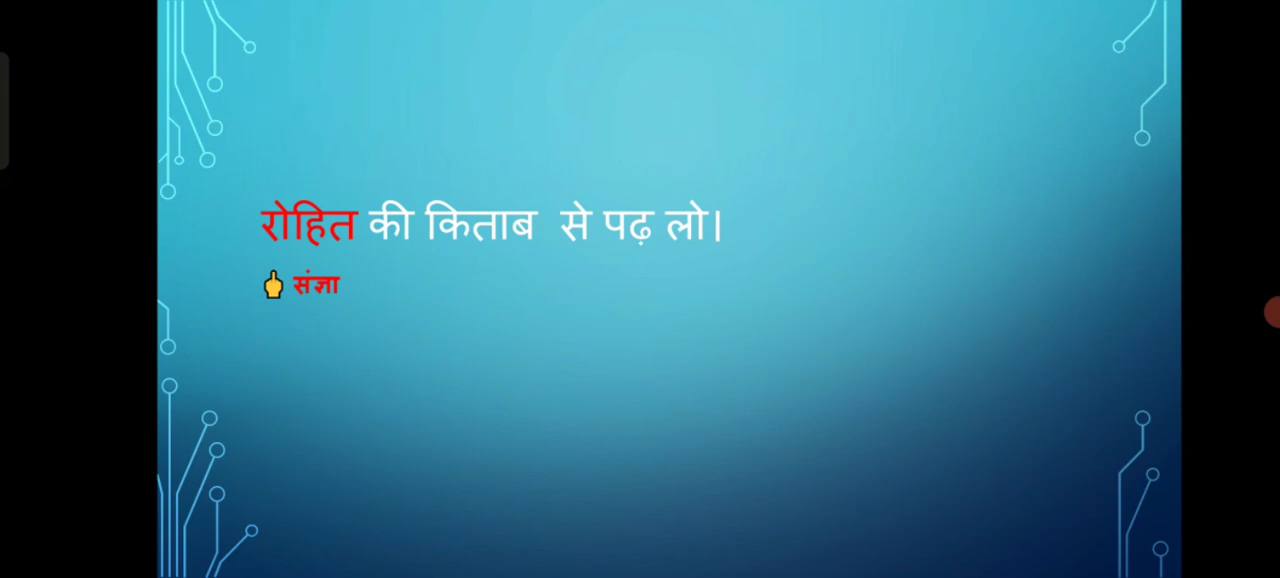 रोहित की किताब से पढ़ लो।
👆 संज्ञा